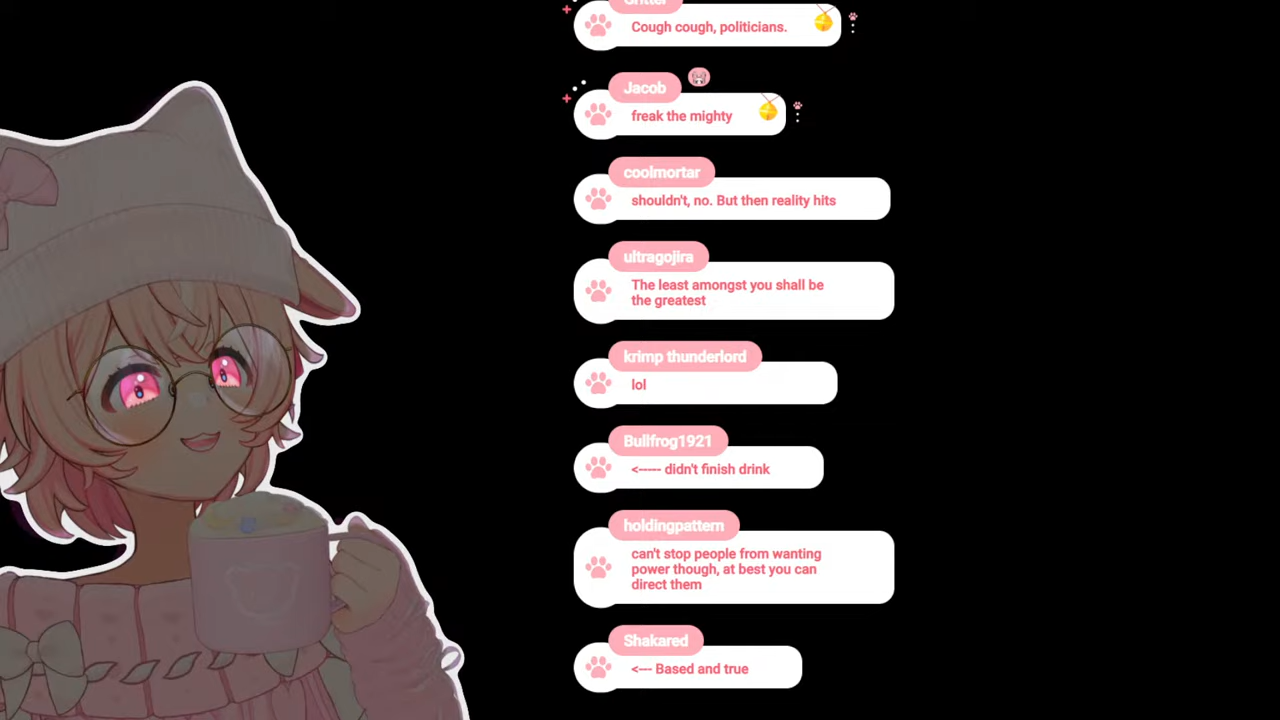 Critter
Cough cough, politicians.
Jacob
freak the mighty
coolmortar
shouldn't, no. But then reality hits
ultragojira
The least amongst you shall be
the greatest
krimp thunderlord
lol
Bullfrog1921
<----- didn't finish drink
holdingpattern
can't stop people from wanting
power though, at best you can
direct them
Shakared
<--- Based and true